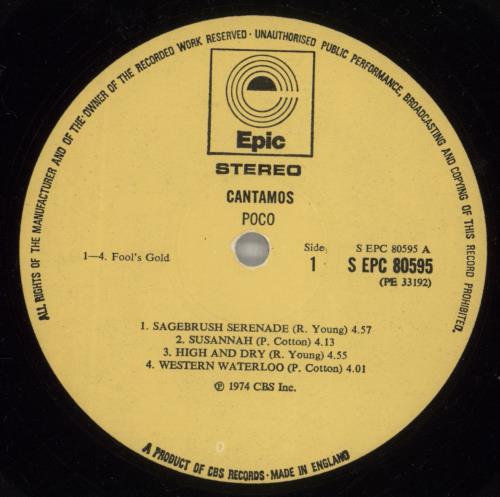 ALL RIGHTS OF THE MANUFACTURER AND OF THE OWNER OF THE RECORDED WORK RESERVED · UNAUTHORISED PUBLIC PERFORMANCE, BROADCASTING AND COPYING OF THIS RECORD PROHIBITED.
Epic
STEREO
CANTAMOS
POCO
1—4. Fool's Gold
Side
1
S EPC 80595 A
S EPC 80595
(PE 33192)
1. SAGEBRUSH SERENADE (R. Young) 4.57
2. SUSANNAH (P. Cotton) 4.13
3. HIGH AND DRY (R. Young) 4.55
4. WESTERN WATERLOO (P. Cotton) 4.01
℗ 1974 CBS Inc.
A PRODUCT OF CBS RECORDS · MADE IN ENGLAND